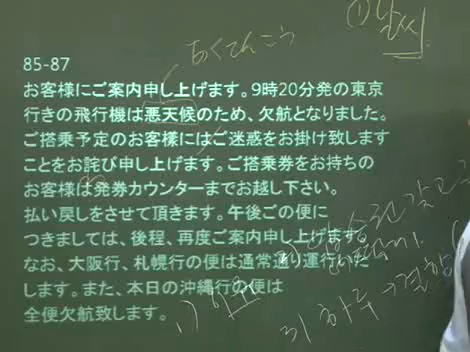 ① 날씨
あくてんこう
85-87
お客様にご案内申し上げます。9時20分発の東京
行きの飛行機は悪天候のため、欠航となりました。
ご搭乗予定のお客様にはご迷惑をお掛け致します
ことをお詫び申し上げます。ご搭乗券をお持ちの
お客様は発券カウンターまでお越し下さい。
払い戻しをさせて頂きます。午後ごの便に
つきましては、後程、再度ご案内申し上げます。
なお、大阪行、札幌行の便は通常通り運行いた
します。また、本日の沖縄行の便は
全便欠航致します。